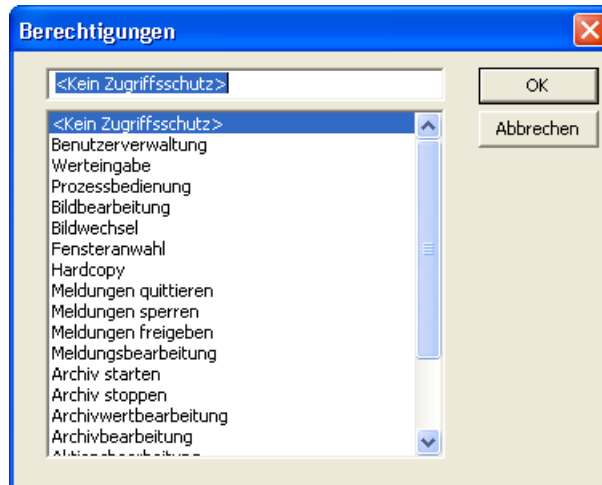 Berechtigungen
<Kein Zugriffsschutz>
OK
<Kein Zugriffsschutz>
Abbrechen
Benutzerverwaltung
Werteingabe
Prozessbedienung
Bildbearbeitung
Bildwechsel
Fensteranwahl
Hardcopy
Meldungen quittieren
Meldungen sperren
Meldungen freigeben
Meldungsbearbeitung
Archiv starten
Archiv stoppen
Archivwertbearbeitung
Archivbearbeitung